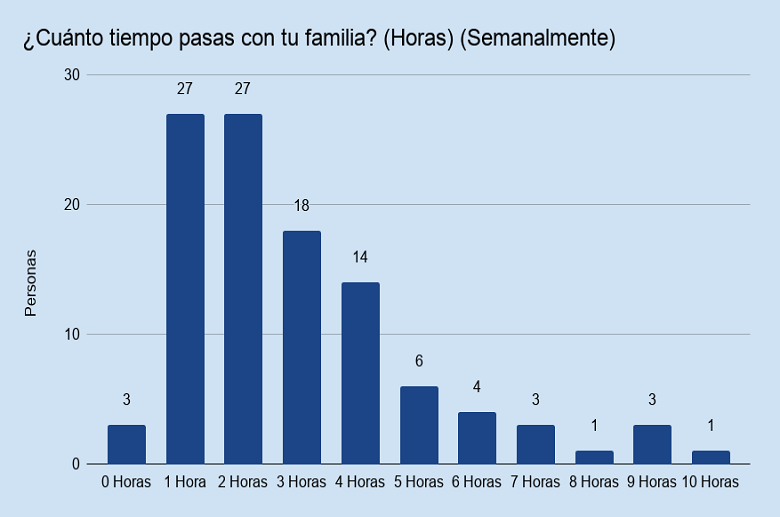 ¿Cuánto tiempo pasas con tu familia? (Horas) (Semanalmente)
30
20
10
0
Personas
3
27
27
18
14
6
4
3
1
3
1
0 Horas
1 Hora
2 Horas
3 Horas
4 Horas
5 Horas
6 Horas
7 Horas
8 Horas
9 Horas
10 Horas